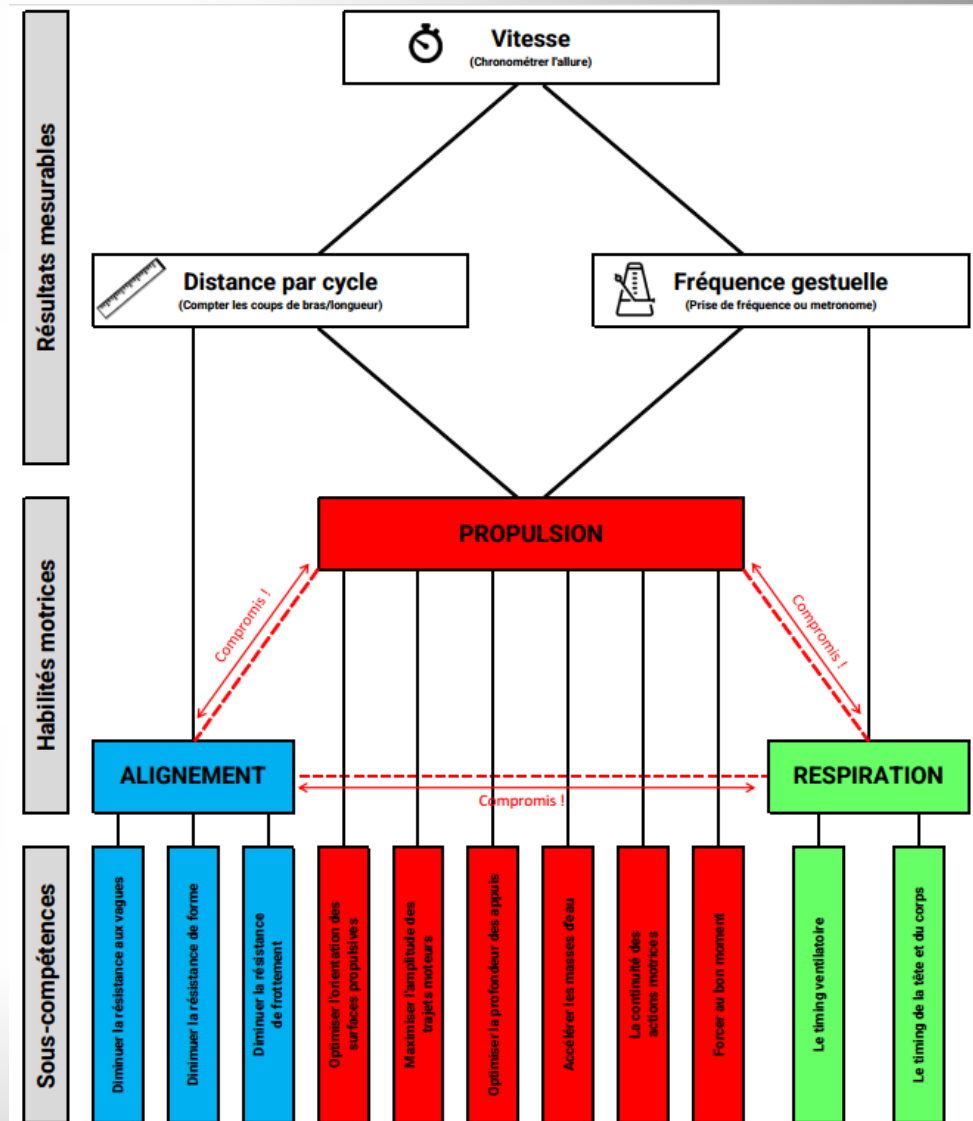 Résultats mesurables
Vitesse
(Chronométrer l'allure)
Distance par cycle
(Compter les coups de bras/longueur)
Fréquence gestuelle
(Prise de fréquence ou metronome)
Habilités motrices
PROPULSION
Compromis !
Compromis !
ALIGNEMENT
Compromis !
RESPIRATION
Sous-compétences
Diminuer la résistance aux vagues
Dinimuer la résistance de forme
Diminuer la résistance
de frottement
Optimiser l'orientation des
surfaces propulsives
Maximiser l'amplitude des
trajets moteurs
Optimiser la profondeur des appuis
Accélérer les masses d'eau
La continuité des
actions motrices
Forcer au bon moment
Le timing ventilatoire
Le timing de la tête et du corps